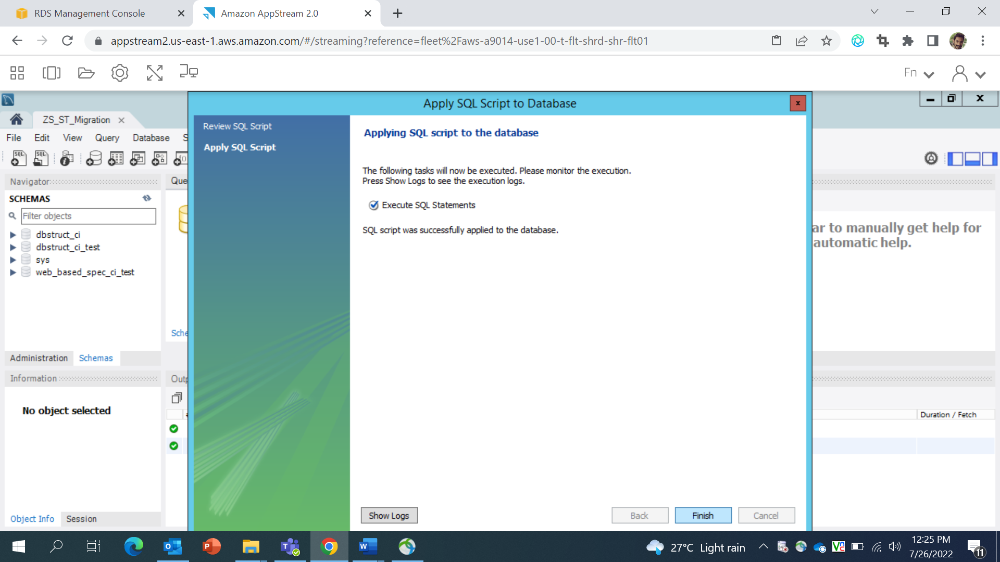 RDS Management Console
Amazon AppStream 2.0
appstream2.us-east-1.aws.amazon.com/#/streaming?reference=fleet%2Faws-a9014-use1-00-t-flt-shrd-shr-flt01
Fn
Apply SQL Script to Database
ZS_ST_Migration
File Edit View Query Database S
Review SQL Script
Apply SQL Script
Applying SQL script to the database
The following tasks will now be executed. Please monitor the execution.
Press Show Logs to see the execution logs.
Execute SQL Statements
SQL script was successfully applied to the database.
SQL
SQL
Navigator
Que
SCHEMAS
Filter objects
dbstruct_ci
dbstruct_ci_test
sys
web_based_spec_ci_test
ar to manually get help for
automatic help.
Sche
Administration Schemas
Information
Outp
No object selected
Duration / Fetch
Object Info Session
Show Logs
Back
Finish
Cancel
27°C Light rain
12:25 PM
7/26/2022
11